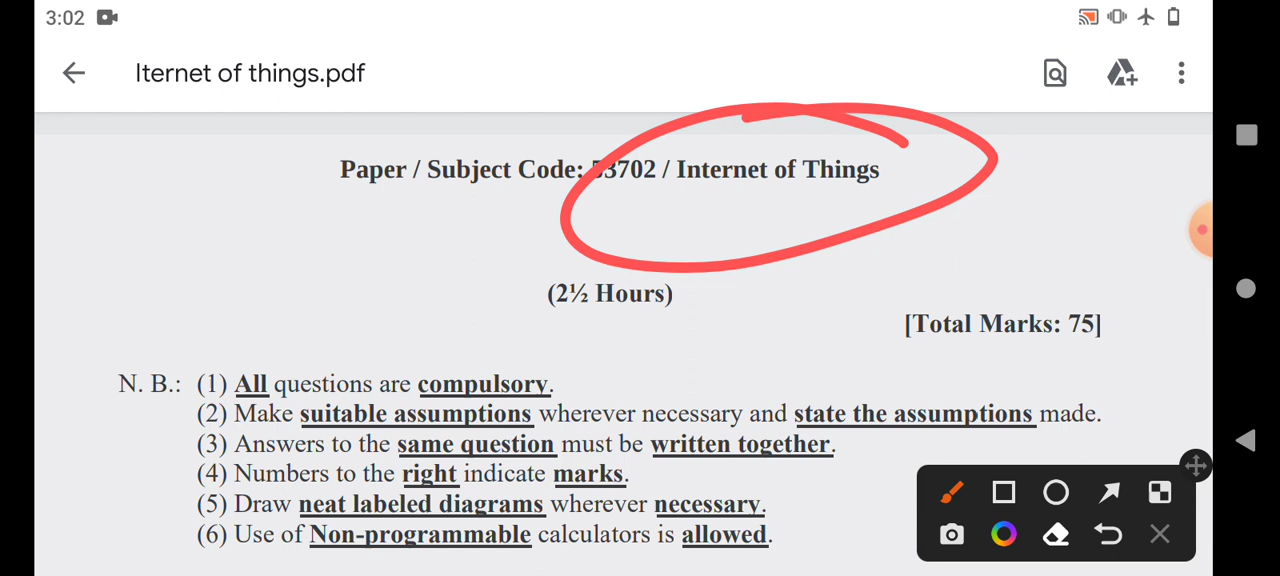 3:02
Iternet of things.pdf
Paper / Subject Code: 53702 / Internet of Things
(2½ Hours)
[Total Marks: 75]
N. B.: (1) All questions are compulsory.
(2) Make suitable assumptions wherever necessary and state the assumptions made.
(3) Answers to the same question must be written together.
(4) Numbers to the right indicate marks.
(5) Draw neat labeled diagrams wherever necessary.
(6) Use of Non-programmable calculators is allowed.